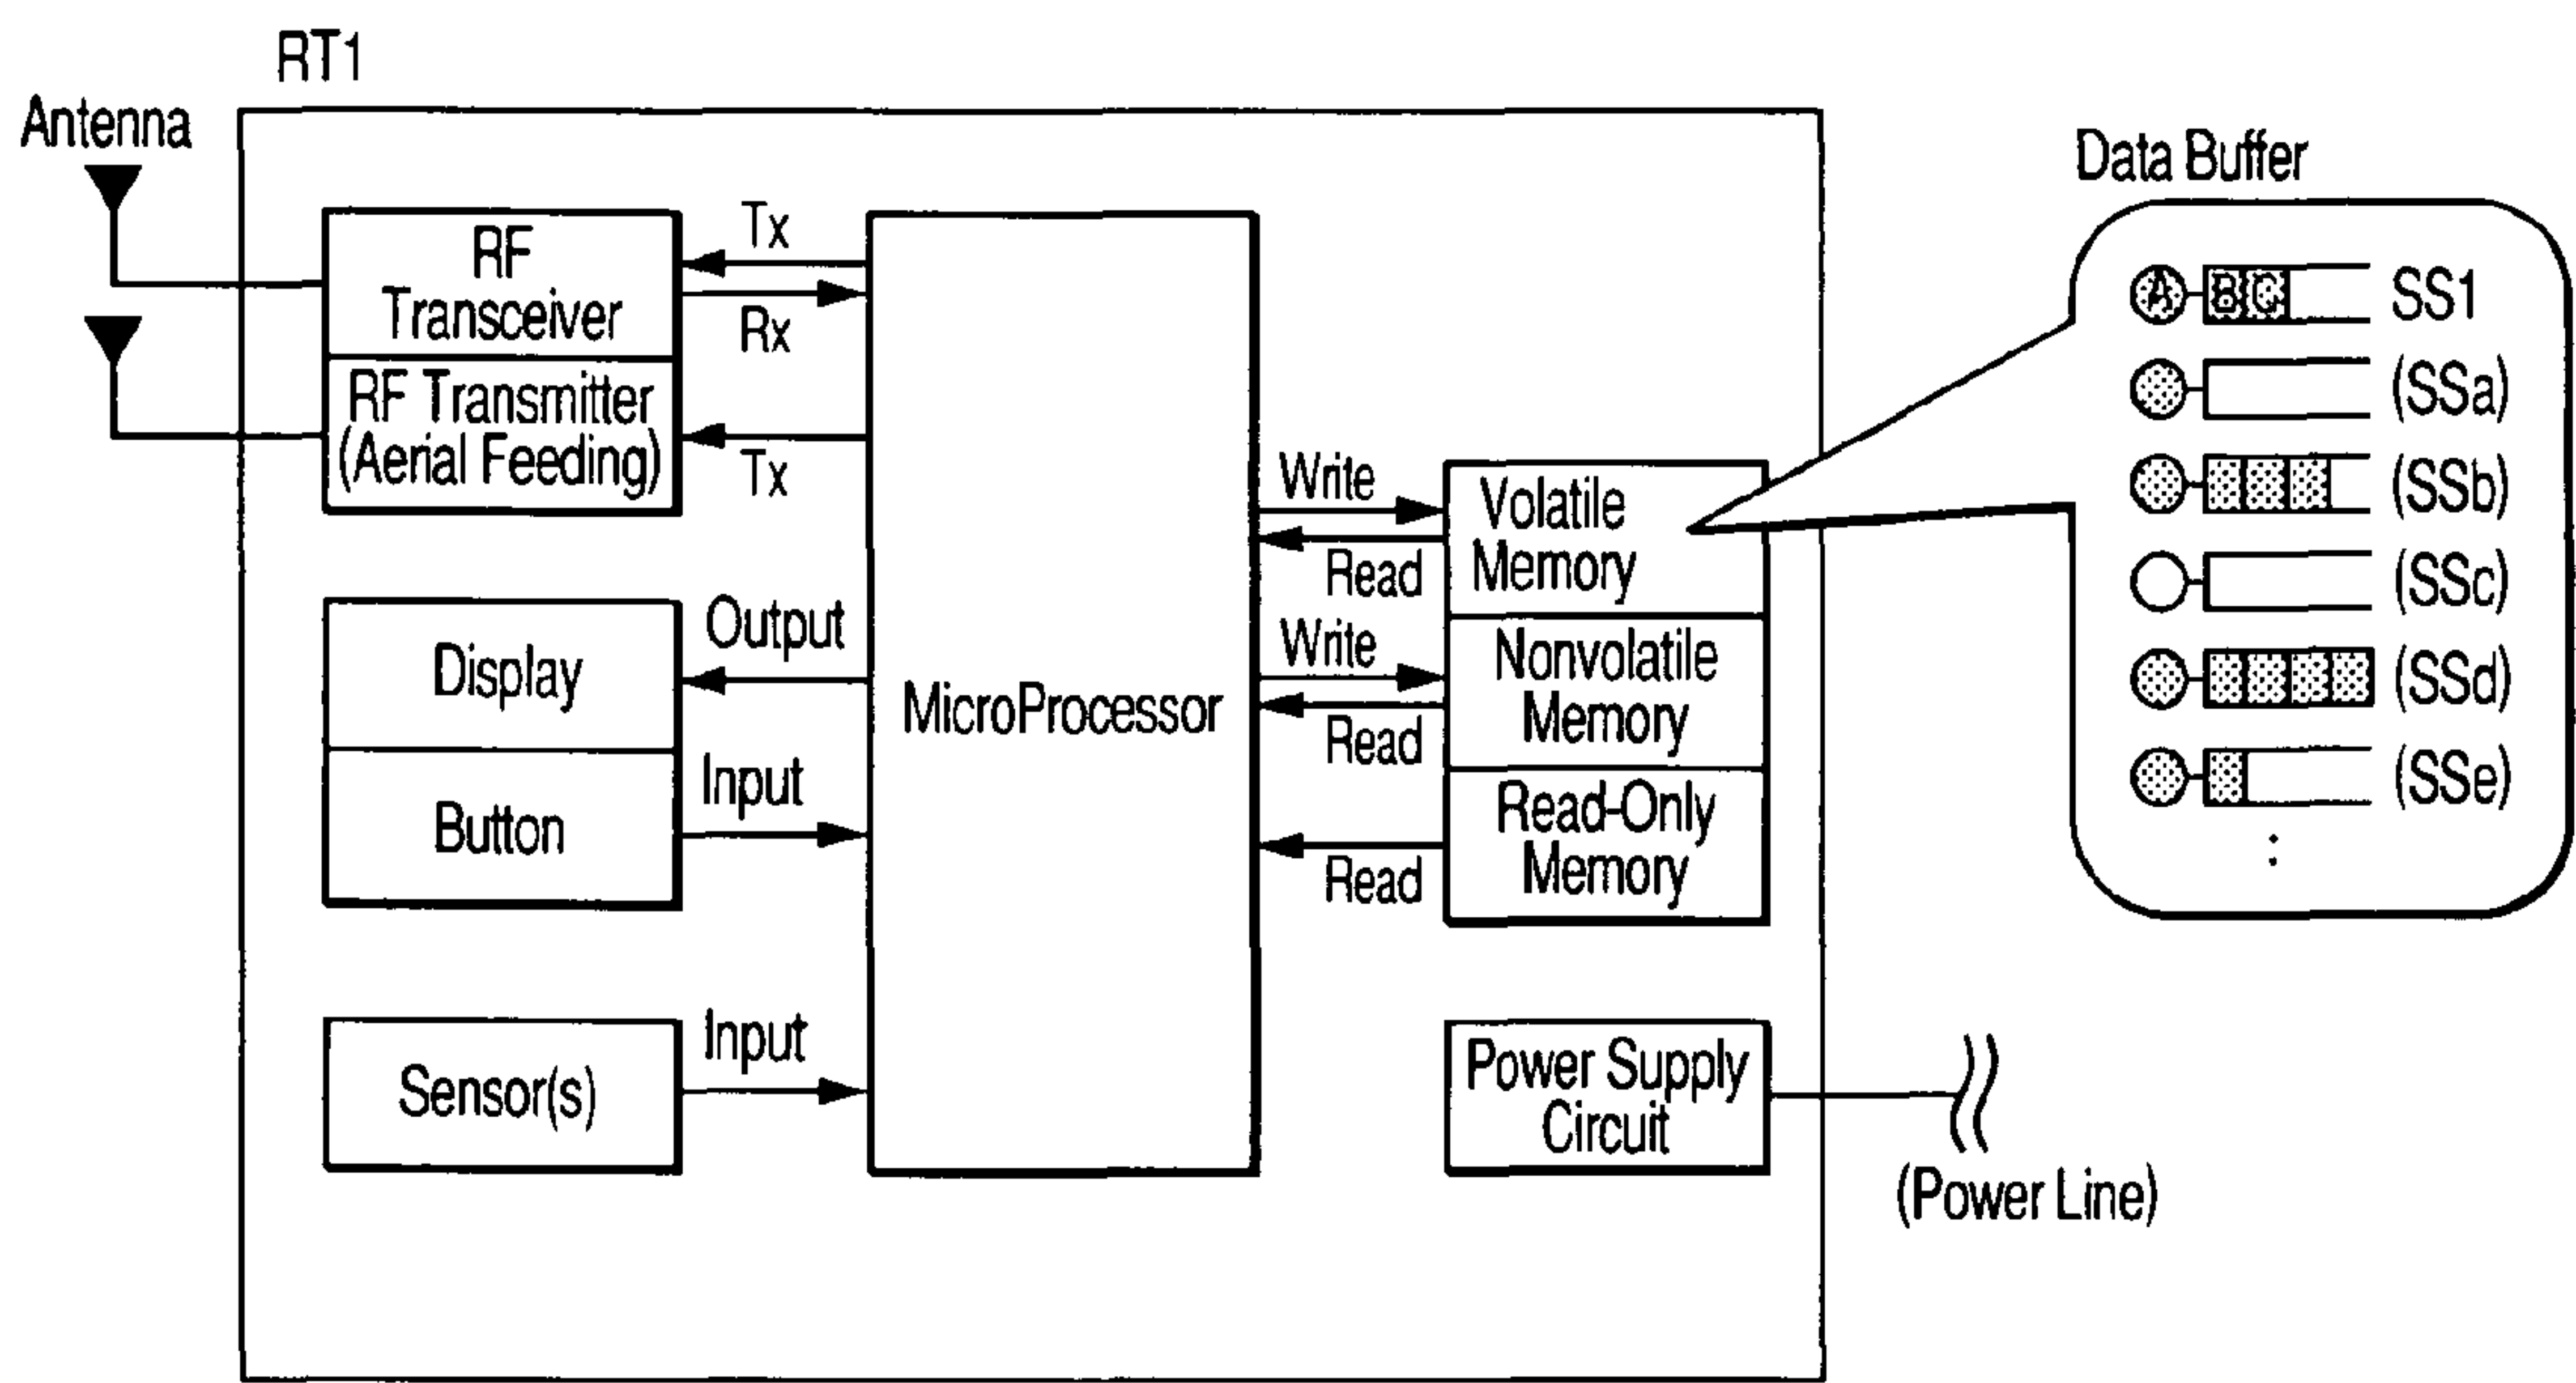 RT1
Antenna
RF
Transceiver
RF Transmitter
(Aerial Feeding)
Tx
Rx
Tx
Display
Output
Button
Input
Sensor(s)
Input
MicroProcessor
Write
Read
Write
Read
Read
Volatile
Memory
Nonvolatile
Memory
Read-Only
Memory
Power Supply
Circuit
(Power Line)
Data Buffer
A B C SS1
(SSa)
(SSb)
(SSc)
(SSd)
(SSe)